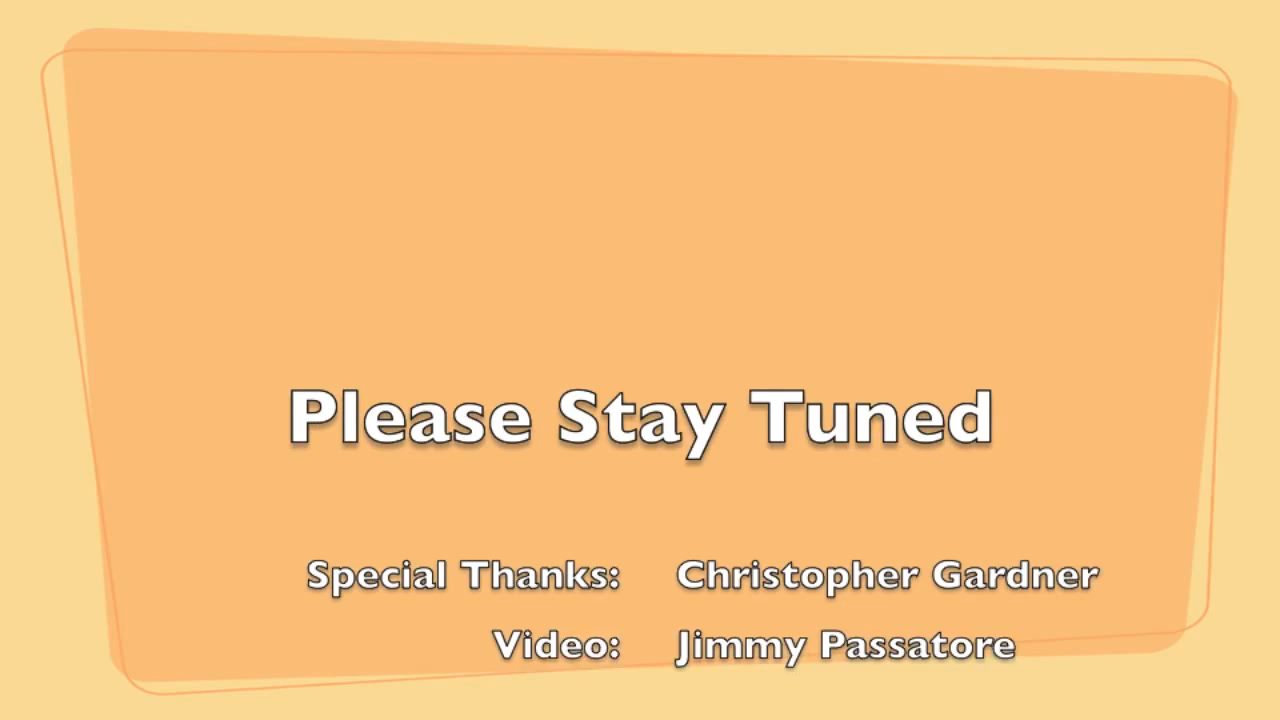 Please Stay Tuned
Special Thanks: Christopher Gardner
Video: Jimmy Passatore